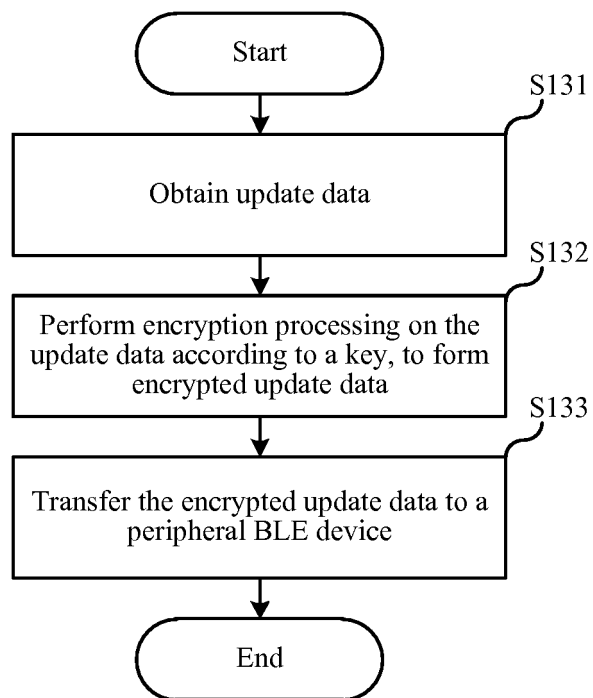 Start
S131
Obtain update data
S132
Perform encryption processing on the
update data according to a key, to form
encrypted update data
S133
Transfer the encrypted update data to a
peripheral BLE device
End